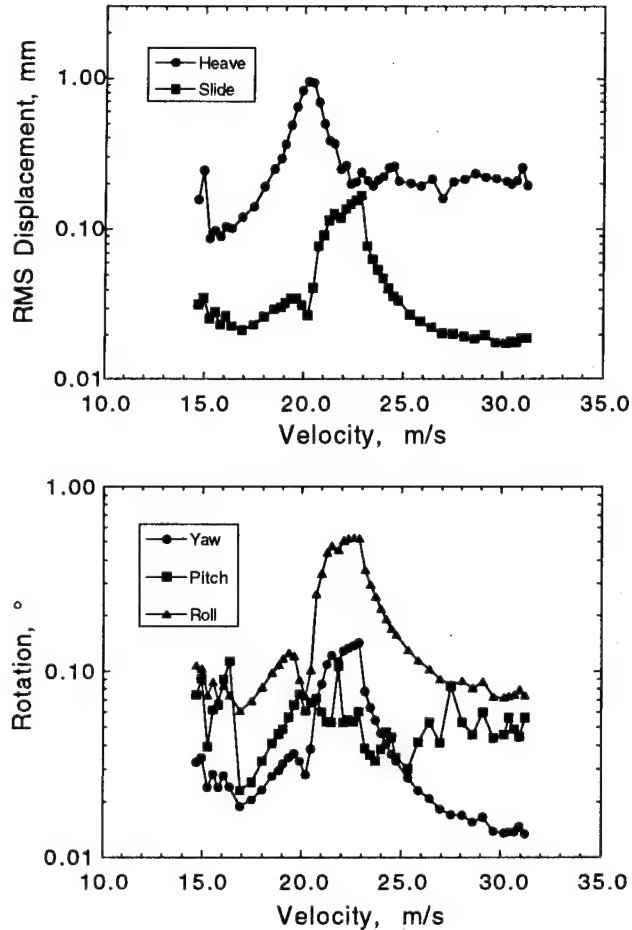 1.00
0.10
0.01
RMS Displacement, mm
Heave
Slide
10.0 15.0 20.0 25.0 30.0 35.0
Velocity, m/s
1.00
0.10
0.01
Rotation, °
Yaw
Pitch
Roll
10.0 15.0 20.0 25.0 30.0 35.0
Velocity, m/s